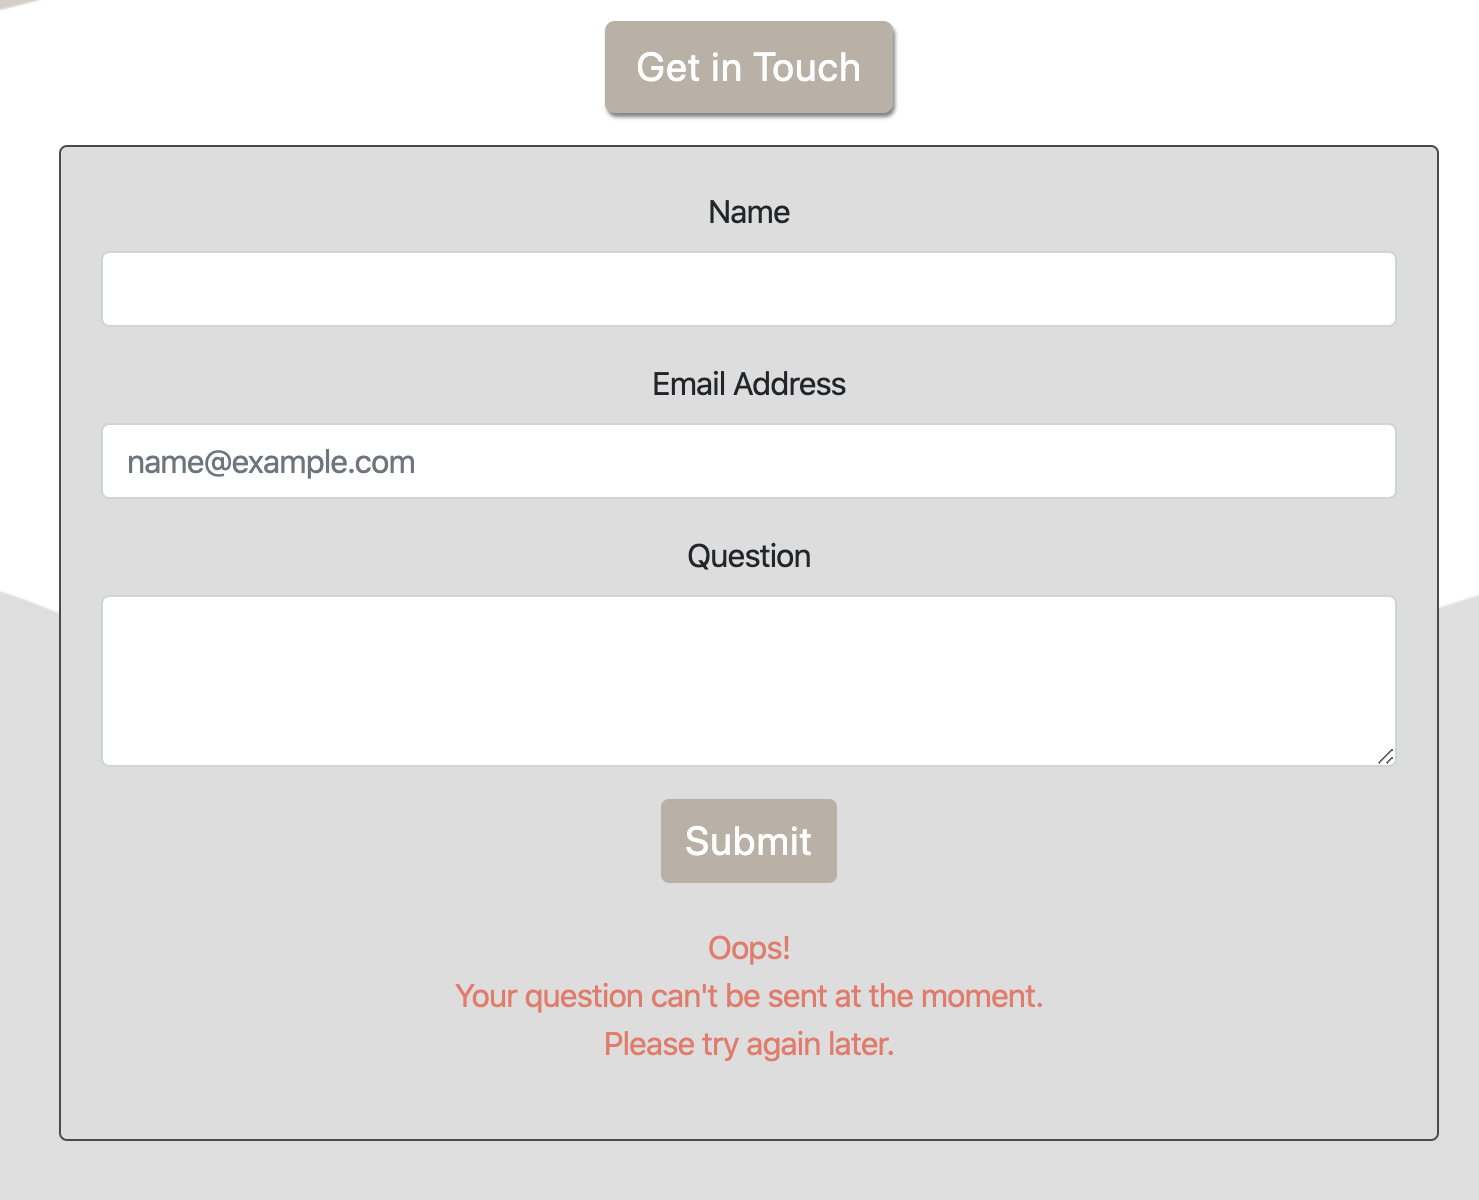 Get in Touch
Name
Email Address
name@example.com
Question
Submit
Oops!
Your question can't be sent at the moment.
Please try again later.